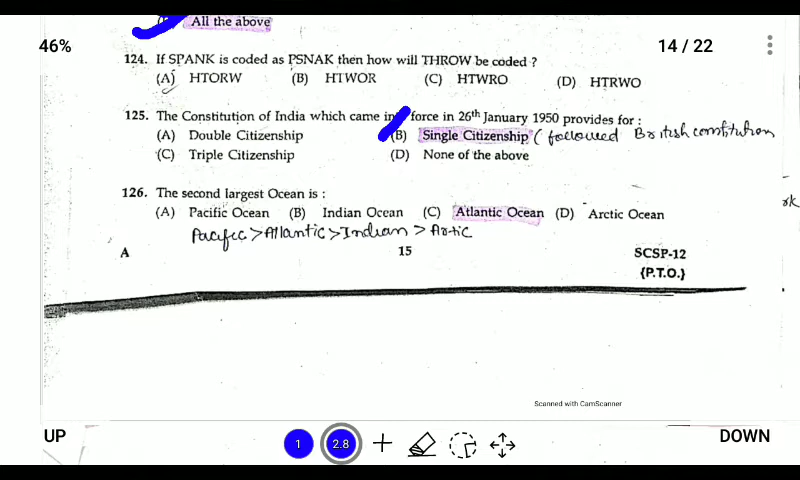 All the above
46%
14 / 22
124. If SPANK is coded as PSNAK then how will THROW be coded ?
(A) HTORW (B) HTWOR (C) HTWRO (D) HTRWO
125. The Constitution of India which came in force in 26th January 1950 provides for :
(A) Double Citizenship (B) Single Citizenship ( followed British constitution
(C) Triple Citizenship (D) None of the above
126. The second largest Ocean is :
(A) Pacific Ocean (B) Indian Ocean (C) Atlantic Ocean (D) Arctic Ocean
Pacific > Atlantic > Indian > Artic
A 15 SCSP-12
{P.T.O.}
Scanned with CamScanner
UP
1 2.8
DOWN